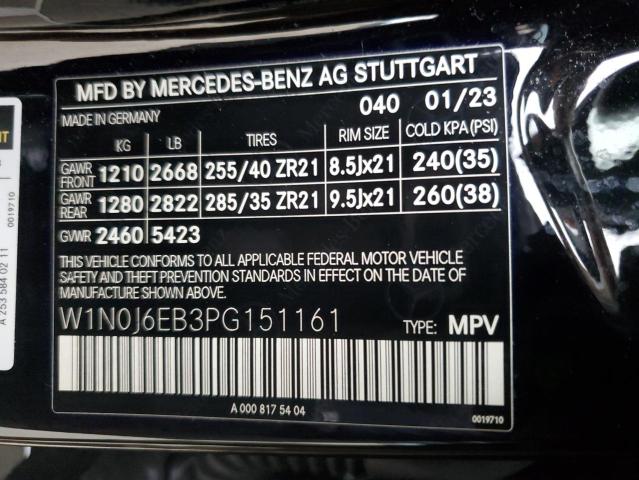 MFD BY MERCEDES-BENZ AG STUTTGART
MADE IN GERMANY 040 01/23
KG LB TIRES RIM SIZE COLD KPA(PSI)
GAWR FRONT 1210 2668 255/40 ZR21 8.5Jx21 240(35)
GAWR REAR 1280 2822 285/35 ZR21 9.5Jx21 260(38)
GVWR 2460 5423
THIS VEHICLE CONFORMS TO ALL APPLICABLE FEDERAL MOTOR VEHICLE
SAFETY AND THEFT PREVENTION STANDARDS IN EFFECT ON THE DATE OF
MANUFACTURE SHOWN ABOVE.
W1N0J6EB3PG151161 TYPE: MPV
A 000 817 54 04
0019710
A 253 584 02 11
0019710